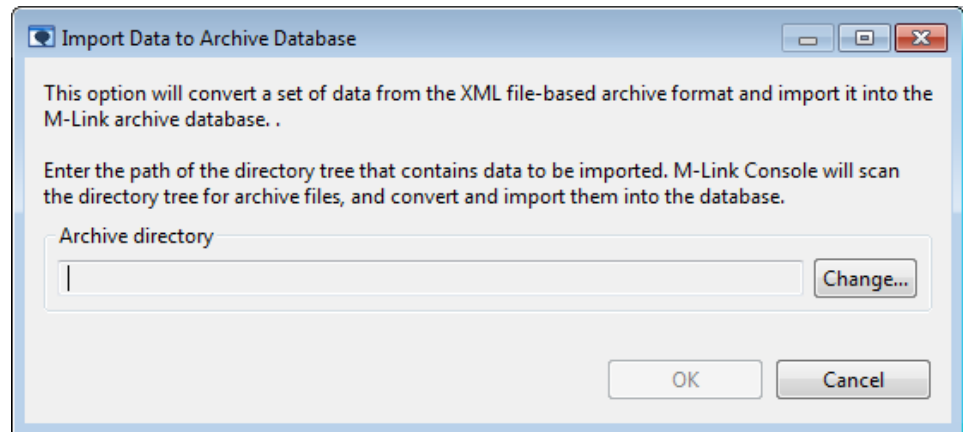 Import Data to Archive Database
This option will convert a set of data from the XML file-based archive format and import it into the
M-Link archive database. .
Enter the path of the directory tree that contains data to be imported. M-Link Console will scan
the directory tree for archive files, and convert and import them into the database.
Archive directory
Change...
OK
Cancel